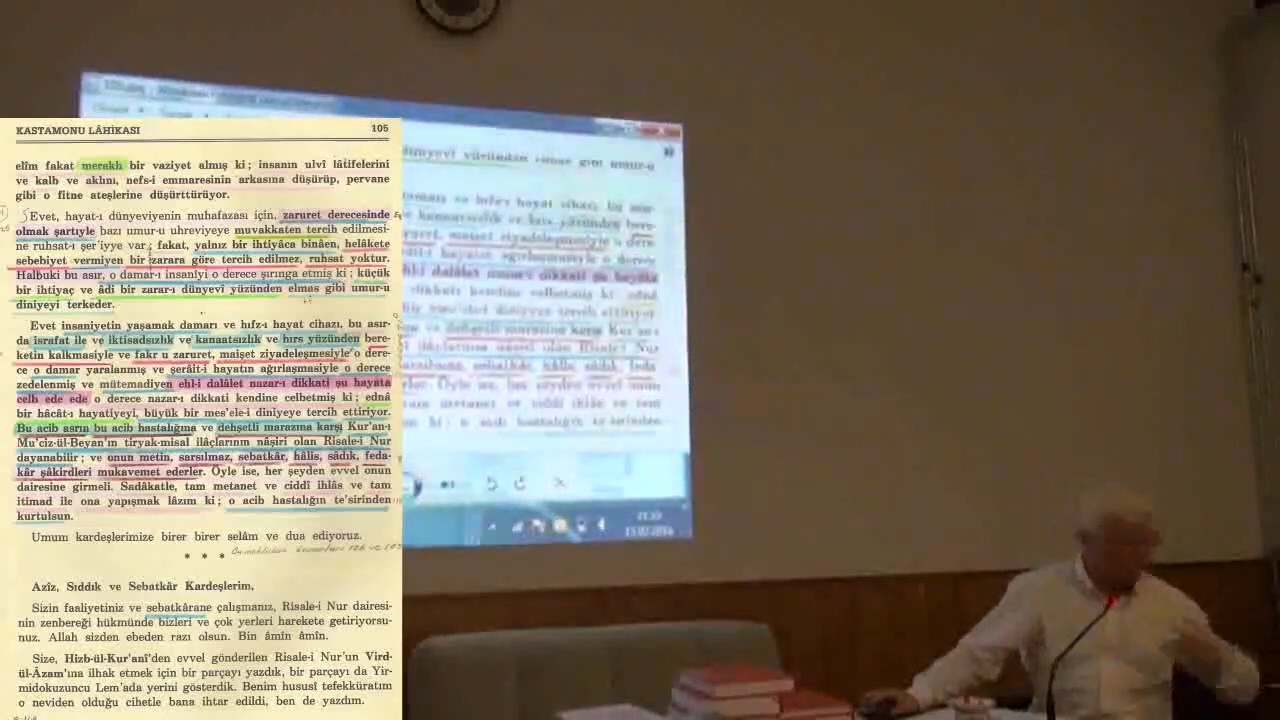 KASTAMONU LÂHİKASI 105
elîm fakat meraklı bir vaziyet almış ki; insanın ulvî lâtifelerini
ve kalb ve aklını, nefs-i emmaresinin arkasına düşürüp, pervane
gibi o fitne ateşlerine düşürttürüyor.
Evet, hayat-ı dünyeviyenin muhafazası için, zaruret derecesinde
olmak şartıyle bazı umur-u uhreviyeye muvakkaten tercih edilmesi-
ne ruhsat-ı şer'iyye var; fakat, yalnız bir ihtiyâca binâen, helâkete
sebebiyet vermiyen bir zarara göre tercih edilmez, ruhsat yoktur.
Halbuki bu asır, o damar-ı insanîyi o derece şırınga etmiş ki; küçük
bir ihtiyaç ve âdi bir zarar-ı dünyevî yüzünden elmas gibi umur-u
diniyeyi terkeder.
Evet insaniyetin yaşamak damarı ve hıfz-ı hayat cihazı, bu asır-
da israfat ile ve iktisadsızlık ve kanaatsızlık ve hırs yüzünden bere-
ketin kalkmasiyle ve fakr u zaruret, maişet ziyadeleşmesiyle o dere-
ce o damar yaralanmış ve şerâit-i hayatın ağırlaşmasiyle o derece
zedelenmiş ve mütemadiyen ehl-i dalâlet nazar-ı dikkati şu hayata
celb ede ede o derece nazar-ı dikkati kendine celbetmiş ki; ednâ
bir hâcât-ı hayatiyeyi, büyük bir mes'ele-i diniyeye tercih ettiriyor.
Bu acib asrın bu acib hastalığına ve dehşetli marazına karşı Kur'an-ı
Mu'ciz-ül-Beyan'ın tiryak-misal ilâçlarının nâşiri olan Risale-i Nur
dayanabilir; ve onun metin, sarsılmaz, sebatkâr, hâlis, sâdık, feda-
kâr şâkirdleri mukavemet ederler. Öyle ise, her şeyden evvel onun
dairesine girmeli. Sadâkatle, tam metanet ve ciddî ihlâs ve tam
itimad ile ona yapışmak lâzım ki; o acib hastalığın te'sirinden
kurtulsun.
Umum kardeşlerimize birer birer selâm ve dua ediyoruz.
* * *
Azîz, Sıddık ve Sebatkâr Kardeşlerim,
Sizin faaliyetiniz ve sebatkârane çalışmanız, Risale-i Nur dairesi-
nin zenbereği hükmünde bizleri ve çok yerleri harekete getiriyorsu-
nuz. Allah sizden ebeden razı olsun. Bin âmîn âmîn.
Size, Hizb-ül-Kur'anî'den evvel gönderilen Risale-i Nur'un Vird-
ül-Âzam'ına ilhak etmek için bir parçayı yazdık, bir parçayı da Yir-
midokuzuncu Lem'ada yerini gösterdik. Benim hususî tefekküratım
o neviden olduğu cihetle bana ihtar edildi, ben de yazdım.